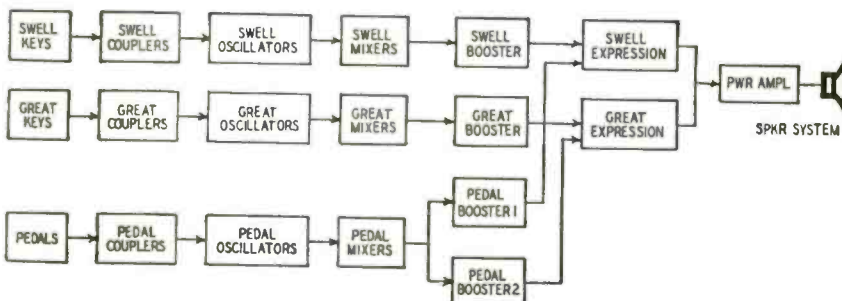 SWELL
KEYS
SWELL
COUPLERS
SWELL
OSCILLATORS
SWELL
MIXERS
SWELL
BOOSTER
SWELL
EXPRESSION
PWR AMPL
SPKR SYSTEM
GREAT
KEYS
GREAT
COUPLERS
GREAT
OSCILLATORS
GREAT
MIXERS
GREAT
BOOSTER
GREAT
EXPRESSION
PEDALS
PEDAL
COUPLERS
PEDAL
OSCILLATORS
PEDAL
MIXERS
PEDAL
BOOSTER 1
PEDAL
BOOSTER 2